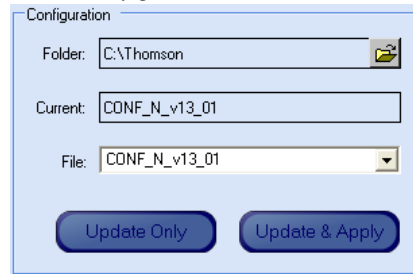 Configuration
Folder: C:\Thomson
Current: CONF_N_v13_01
File: CONF_N_v13_01
Update Only Update & Apply